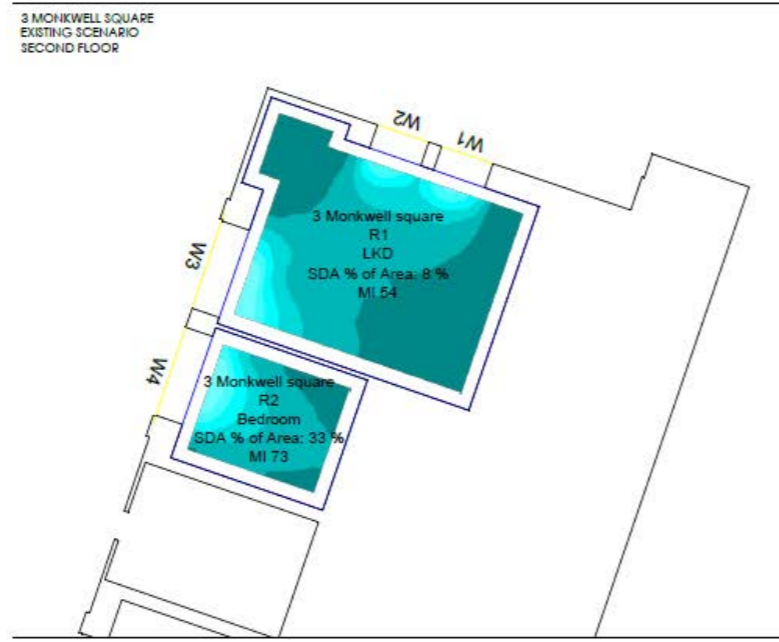 3 MONKWELL SQUARE
EXISTING SCENARIO
SECOND FLOOR
W2
W1
3 Monkwell square
R1
LKD
SDA % of Area: 8 %
MI 54
W3
W4
3 Monkwell square
R2
Bedroom
SDA % of Area: 33 %
MI 73